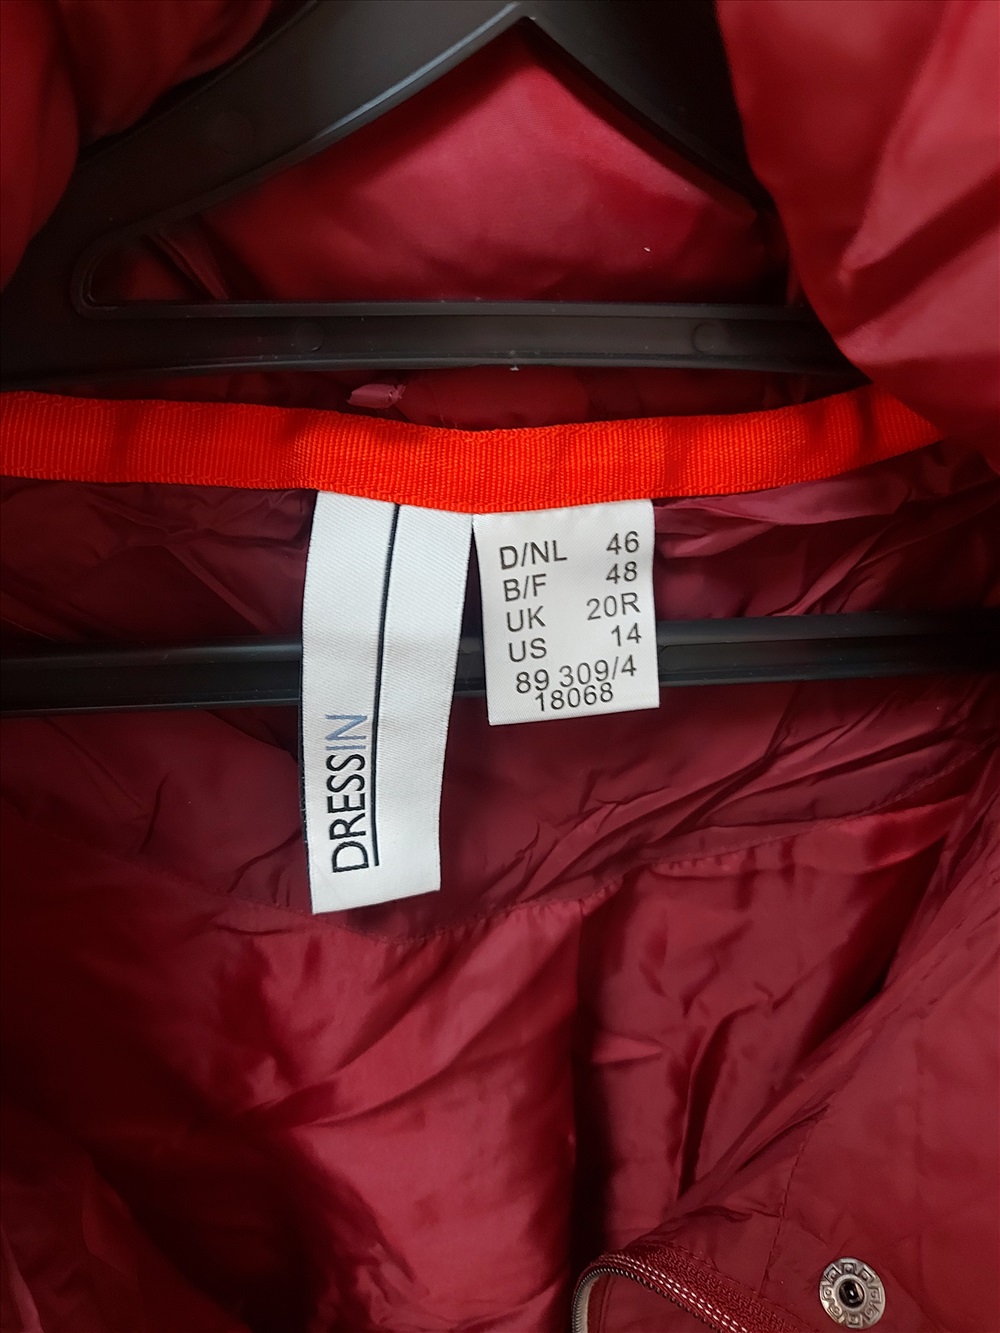 DRESSIN
D/NL 46
B/F 48
UK 20R
US 14
89 309/4
18068